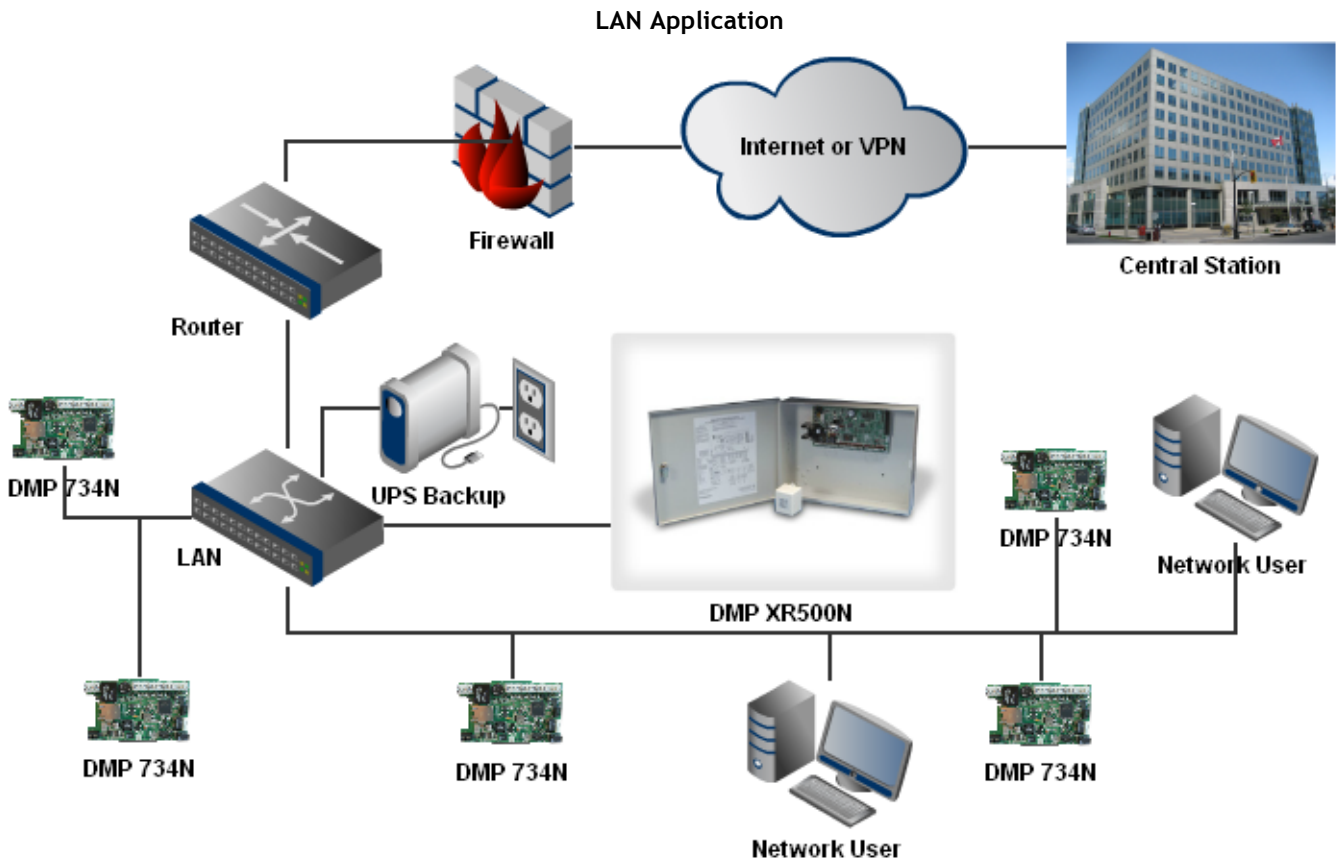 LAN Application
Internet or VPN
Firewall
Central Station
Router
DMP 734N
UPS Backup
LAN
DMP XR500N
DMP 734N
Network User
DMP 734N
DMP 734N
DMP 734N
Network User